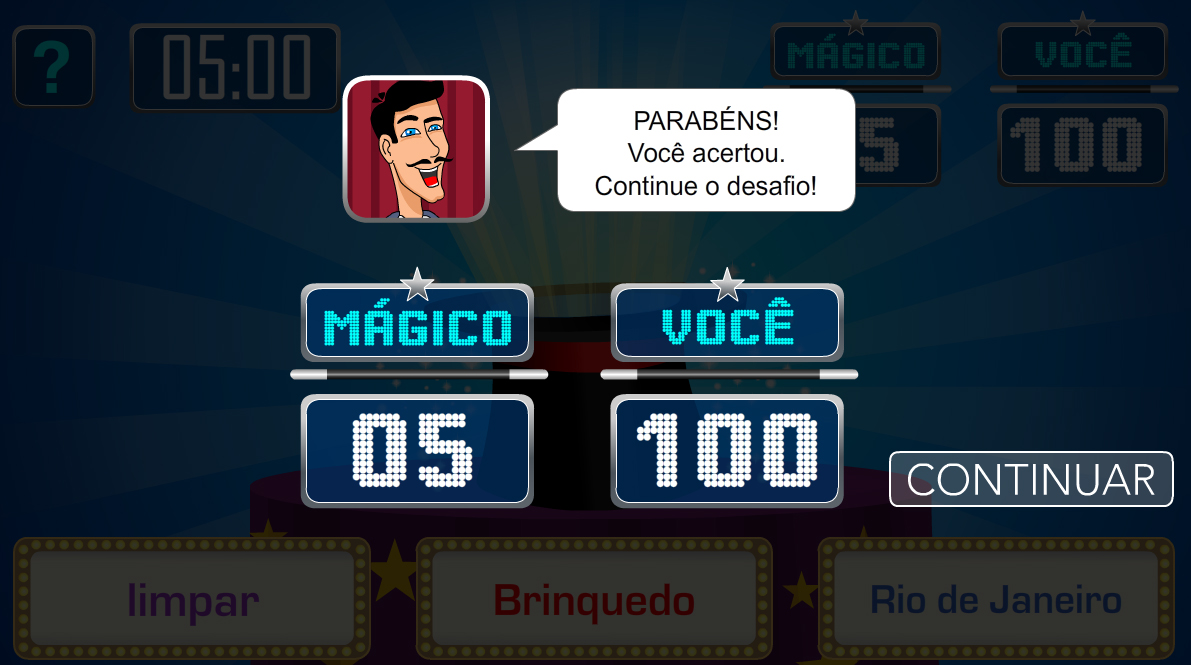 ?
05:00
MÁGICO
VOCÊ
5
100
PARABÉNS!
Você acertou.
Continue o desafio!
MÁGICO
VOCÊ
05
100
CONTINUAR
limpar
Brinquedo
Rio de Janeiro